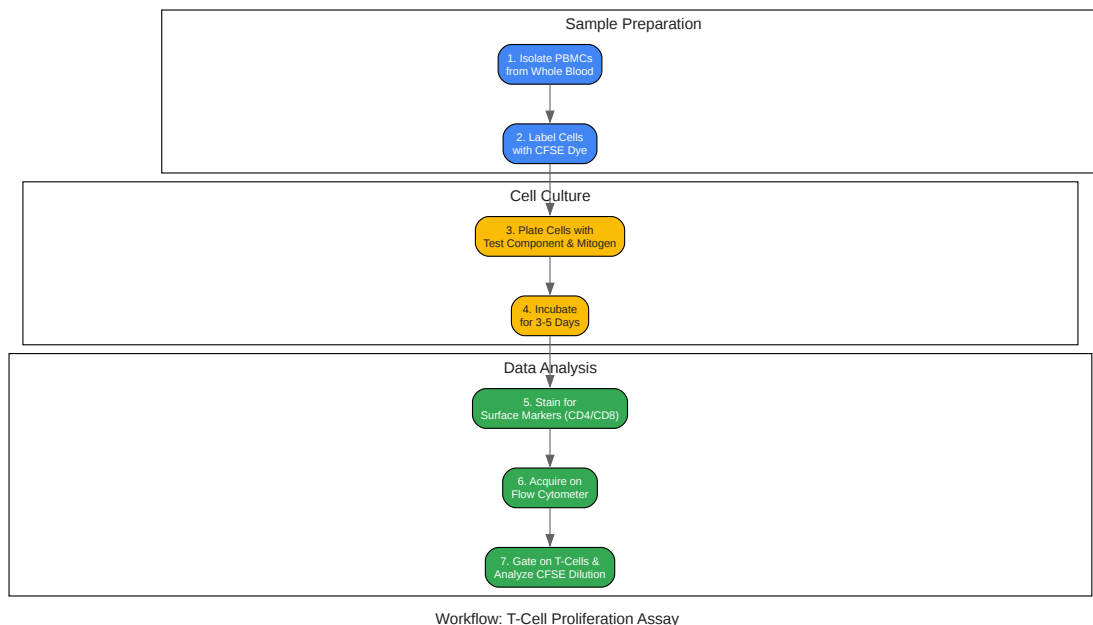 Sample Preparation
1. Isolate PBMCs
from Whole Blood
2. Label Cells
with CFSE Dye
Cell Culture
3. Plate Cells with
Test Component & Mitogen
4. Incubate
for 3-5 Days
Data Analysis
5. Stain for
Surface Markers (CD4/CD8)
6. Acquire on
Flow Cytometer
7. Gate on T-Cells &
Analyze CFSE Dilution
Workflow: T-Cell Proliferation Assay